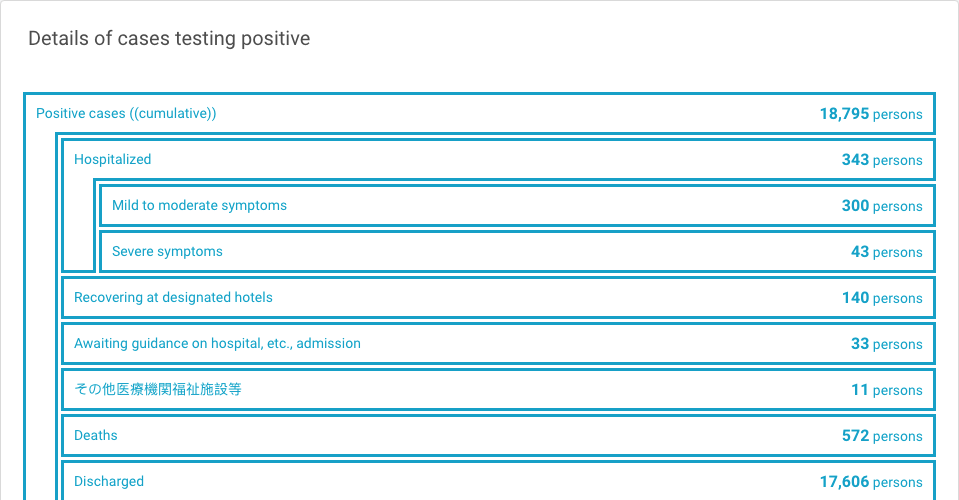 Details of cases testing positive
Positive cases ((cumulative)) 18,795 persons
Hospitalized 343 persons
Mild to moderate symptoms 300 persons
Severe symptoms 43 persons
Recovering at designated hotels 140 persons
Awaiting guidance on hospital, etc., admission 33 persons
その他医療機関福祉施設等 11 persons
Deaths 572 persons
Discharged 17,606 persons